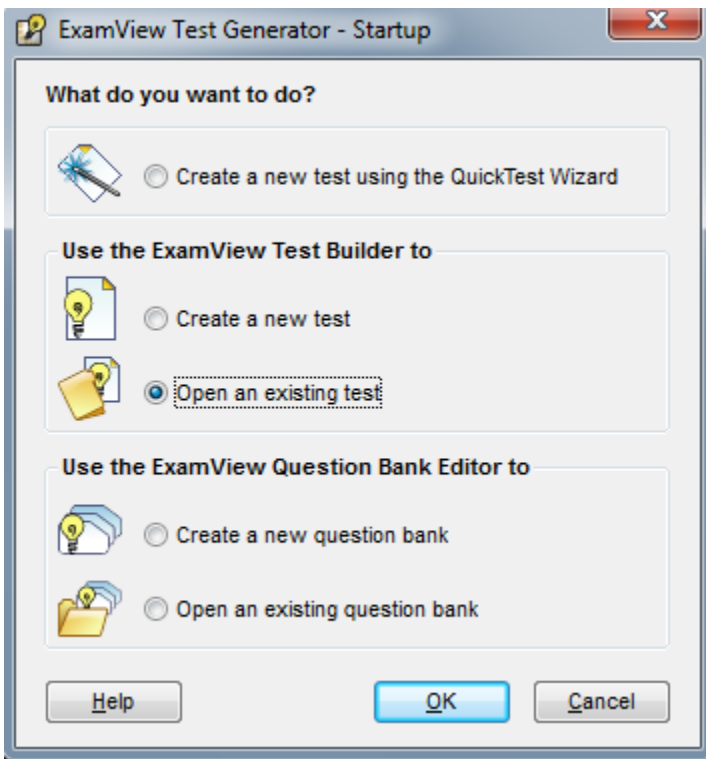 ExamView Test Generator - Startup
What do you want to do?
Create a new test using the QuickTest Wizard
Use the ExamView Test Builder to
Create a new test
Open an existing test
Use the ExamView Question Bank Editor to
Create a new question bank
Open an existing question bank
Help OK Cancel